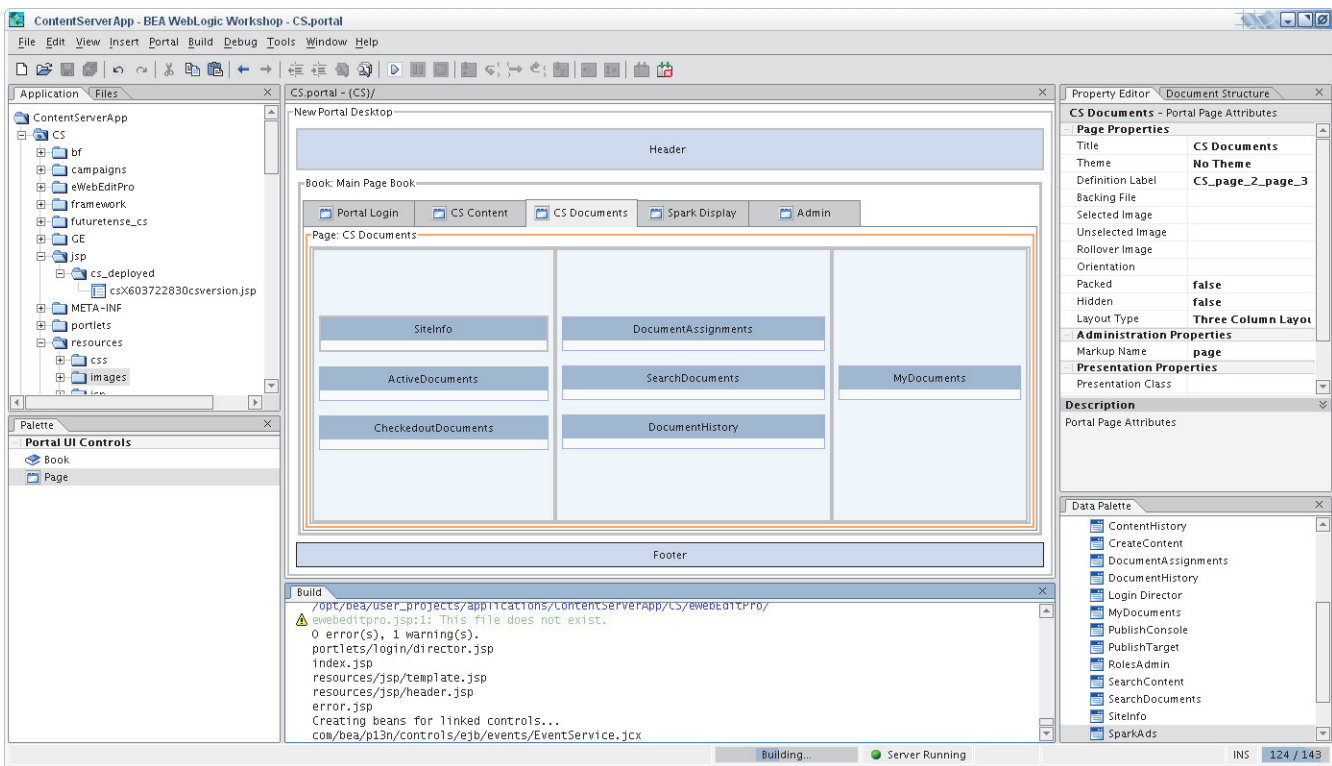 ContentServerApp - BEA WebLogic Workshop - CS.portal
File Edit View Insert Portal Build Debug Tools Window Help
Application Files
ContentServerApp
CS
bf
campaigns
eWebEditPro
framework
futuretense_cs
GE
jsp
cs_deployed
csX603722830csversion.jsp
META-INF
portlets
resources
css
images
Palette
Portal UI Controls
Book
Page
CS.portal - {CS}/
New Portal Desktop
Header
Book: Main Page Book
Portal Login CS Content CS Documents Spark Display Admin
Page: CS Documents
SiteInfo DocumentAssignments
ActiveDocuments SearchDocuments MyDocuments
CheckedoutDocuments DocumentHistory
Footer
Build
/opt/bea/user_projects/applications/ContentServerApp/CS/ewebEditPro/
ewebeditpro.jsp:1: This file does not exist.
0 error(s), 1 warning(s).
portlets/login/director.jsp
index.jsp
resources/jsp/template.jsp
resources/jsp/header.jsp
error.jsp
Creating beans for linked controls...
com/bea/p13n/controls/ejb/events/EventService.jcx
Property Editor Document Structure
CS Documents - Portal Page Attributes
Page Properties
Title CS Documents
Theme No Theme
Definition Label CS_page_2_page_3
Backing File
Selected Image
Unselected Image
Rollover Image
Orientation
Packed false
Hidden false
Layout Type Three Column Layou
Administration Properties
Markup Name page
Presentation Properties
Presentation Class
Description
Portal Page Attributes
Data Palette
ContentHistory
CreateContent
DocumentAssignments
DocumentHistory
Login Director
MyDocuments
PublishConsole
PublishTarget
RolesAdmin
SearchContent
SearchDocuments
SiteInfo
SparkAds
Building... Server Running INS 124 / 143